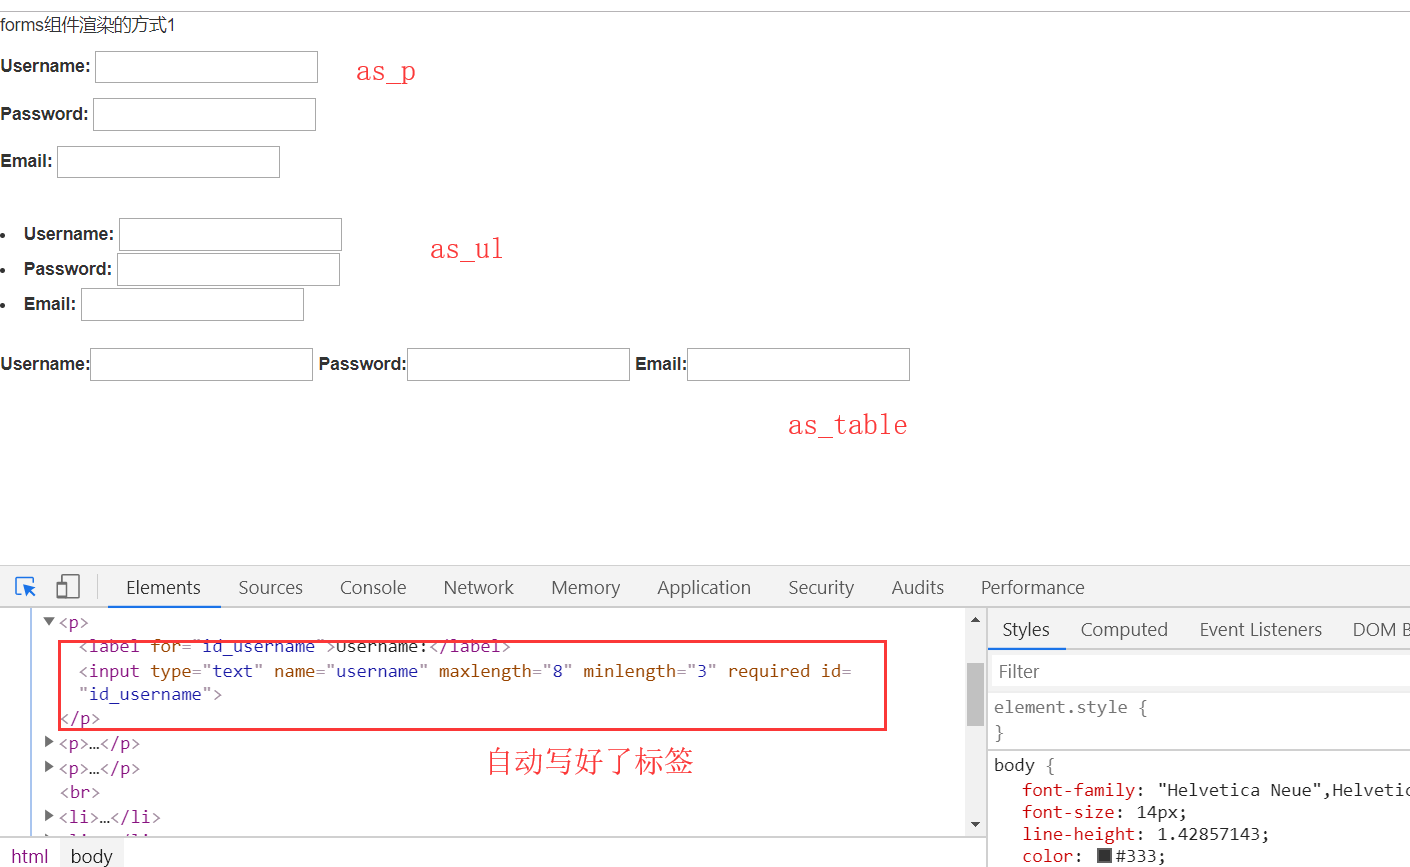 forms组件渲染的方式1
Username:
as_p
Password:
Email:
Username:
as_ul
Password:
Email:
Username: Password: Email:
as_table
Elements Sources Console Network Memory Application Security Audits Performance
<p>
<label for="id_username">Username:</label>
<input type="text" name="username" maxlength="8" minlength="3" required id=
"id_username">
</p>
<p>…</p>
自动写好了标签
<p>…</p>
<br>
<li>…</li>
html body
Styles Computed Event Listeners DOM B
Filter
element.style {
}
body {
font-family: "Helvetica Neue",Helvetic
font-size: 14px;
line-height: 1.42857143;
color: #333;